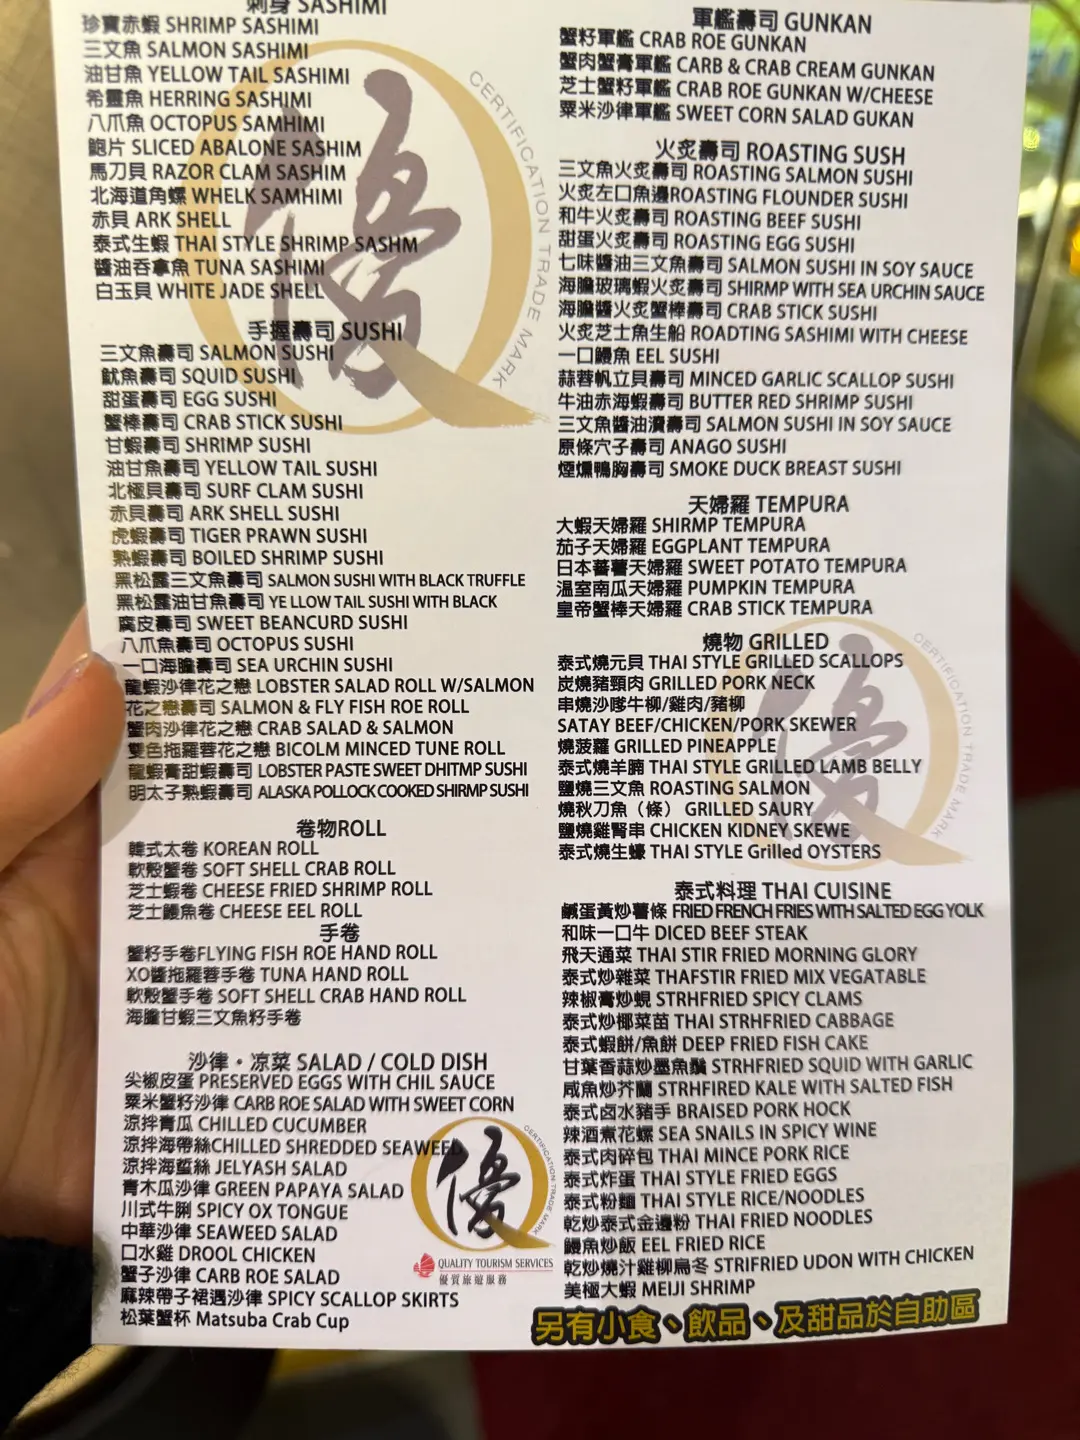 刺身 SASHIMI
珍寶赤蝦 SHRIMP SASHIMI
三文魚 SALMON SASHIMI
油甘魚 YELLOW TAIL SASHIMI
希靈魚 HERRING SASHIMI
八爪魚 OCTOPUS SAMHIMI
鮑片 SLICED ABALONE SASHIM
馬刀貝 RAZOR CLAM SASHIM
北海道角螺 WHELK SAMHIMI
赤貝 ARK SHELL
泰式生蝦 THAI STYLE SHRIMP SASHM
醬油吞拿魚 TUNA SASHIMI
白玉貝 WHITE JADE SHELL
手握壽司 SUSHI
三文魚壽司 SALMON SUSHI
魷魚壽司 SQUID SUSHI
甜蛋壽司 EGG SUSHI
蟹棒壽司 CRAB STICK SUSHI
甘蝦壽司 SHRIMP SUSHI
油甘魚壽司 YELLOW TAIL SUSHI
北極貝壽司 SURF CLAM SUSHI
赤貝壽司 ARK SHELL SUSHI
虎蝦壽司 TIGER PRAWN SUSHI
熟蝦壽司 BOILED SHRIMP SUSHI
黑松露三文魚壽司 SALMON SUSHI WITH BLACK TRUFFLE
黑松露油甘魚壽司 YE LLOW TAIL SUSHI WITH BLACK
腐皮壽司 SWEET BEANCURD SUSHI
八爪魚壽司 OCTOPUS SUSHI
一口海膽壽司 SEA URCHIN SUSHI
龍蝦沙律花之戀 LOBSTER SALAD ROLL W/SALMON
花之戀壽司 SALMON & FLY FISH ROE ROLL
蟹肉沙律花之戀 CRAB SALAD & SALMON
雙色拖羅蓉花之戀 BICOLM MINCED TUNE ROLL
龍蝦膏甜蝦壽司 LOBSTER PASTE SWEET DHITMP SUSHI
明太子熟蝦壽司 ALASKA POLLOCK COOKED SHIRMP SUSHI
卷物ROLL
韓式太卷 KOREAN ROLL
軟殼蟹卷 SOFT SHELL CRAB ROLL
芝士蝦卷 CHEESE FRIED SHRIMP ROLL
芝士鰻魚卷 CHEESE EEL ROLL
手卷
蟹籽手卷FLYING FISH ROE HAND ROLL
XO醬拖羅蓉手卷 TUNA HAND ROLL
軟殼蟹手卷 SOFT SHELL CRAB HAND ROLL
海膽甘蝦三文魚籽手卷
沙律・凉菜 SALAD / COLD DISH
尖椒皮蛋 PRESERVED EGGS WITH CHIL SAUCE
粟米蟹籽沙律 CARB ROE SALAD WITH SWEET CORN
涼拌青瓜 CHILLED CUCUMBER
涼拌海帶絲CHILLED SHREDDED SEAWEED
涼拌海蜇絲 JELYASH SALAD
青木瓜沙律 GREEN PAPAYA SALAD
川式牛脷 SPICY OX TONGUE
中華沙律 SEAWEED SALAD
口水雞 DROOL CHICKEN
蟹子沙律 CARB ROE SALAD
麻辣帶子裙邊沙律 SPICY SCALLOP SKIRTS
松葉蟹杯 Matsuba Crab Cup
軍艦壽司 GUNKAN
蟹籽軍艦 CRAB ROE GUNKAN
蟹肉蟹膏軍艦 CARB & CRAB CREAM GUNKAN
芝士蟹籽軍艦 CRAB ROE GUNKAN W/CHEESE
粟米沙律軍艦 SWEET CORN SALAD GUKAN
火炙壽司 ROASTING SUSH
三文魚火炙壽司 ROASTING SALMON SUSHI
火炙左口魚邊ROASTING FLOUNDER SUSHI
和牛火炙壽司 ROASTING BEEF SUSHI
甜蛋火炙壽司 ROASTING EGG SUSHI
七味醬油三文魚壽司 SALMON SUSHI IN SOY SAUCE
海膽玻璃蝦火炙壽司 SHIRMP WITH SEA URCHIN SAUCE
海膽醬火炙蟹棒壽司 CRAB STICK SUSHI
火炙芝士魚生船 ROADTING SASHIMI WITH CHEESE
一口鰻魚 EEL SUSHI
蒜蓉帆立貝壽司 MINCED GARLIC SCALLOP SUSHI
牛油赤海蝦壽司 BUTTER RED SHRIMP SUSHI
三文魚醬油漬壽司 SALMON SUSHI IN SOY SAUCE
原條穴子壽司 ANAGO SUSHI
煙燻鴨胸壽司 SMOKE DUCK BREAST SUSHI
天婦羅 TEMPURA
大蝦天婦羅 SHIRMP TEMPURA
茄子天婦羅 EGGPLANT TEMPURA
日本蕃薯天婦羅 SWEET POTATO TEMPURA
溫室南瓜天婦羅 PUMPKIN TEMPURA
皇帝蟹棒天婦羅 CRAB STICK TEMPURA
燒物 GRILLED
泰式燒元貝 THAI STYLE GRILLED SCALLOPS
炭燒豬頸肉 GRILLED PORK NECK
串燒沙嗲牛柳/雞肉/豬柳
SATAY BEEF/CHICKEN/PORK SKEWER
燒菠蘿 GRILLED PINEAPPLE
泰式燒羊腩 THAI STYLE GRILLED LAMB BELLY
鹽燒三文魚 ROASTING SALMON
燒秋刀魚（條） GRILLED SAURY
鹽燒雞腎串 CHICKEN KIDNEY SKEWE
泰式燒生蠔 THAI STYLE Grilled OYSTERS
泰式料理 THAI CUISINE
鹹蛋黃炒薯條 FRIED FRENCH FRIES WITH SALTED EGG YOLK
和味一口牛 DICED BEEF STEAK
飛天通菜 THAI STIR FRIED MORNING GLORY
泰式炒雜菜 THAFSTIR FRIED MIX VEGATABLE
辣椒膏炒蜆 STRHFRIED SPICY CLAMS
泰式炒椰菜苗 THAI STRHFRIED CABBAGE
泰式蝦餅/魚餅 DEEP FRIED FISH CAKE
甘葉香蒜炒墨魚鬚 STRHFRIED SQUID WITH GARLIC
咸魚炒芥蘭 STRHFIRED KALE WITH SALTED FISH
泰式卤水豬手 BRAISED PORK HOCK
辣酒煮花螺 SEA SNAILS IN SPICY WINE
泰式肉碎包 THAI MINCE PORK RICE
泰式炸蛋 THAI STYLE FRIED EGGS
泰式粉麵 THAI STYLE RICE/NOODLES
乾炒泰式金邊粉 THAI FRIED NOODLES
鰻魚炒飯 EEL FRIED RICE
乾炒燒汁雞柳烏冬 STRIFRIED UDON WITH CHICKEN
美極大蝦 MEIJI SHRIMP
另有小食、飲品、及甜品於自助區
優
CERTIFICATION TRADE MARK
優
CERTIFICATION TRADE MARK
優
CERTIFICATION TRADE MARK
QUALITY TOURISM SERVICES
優質旅遊服務